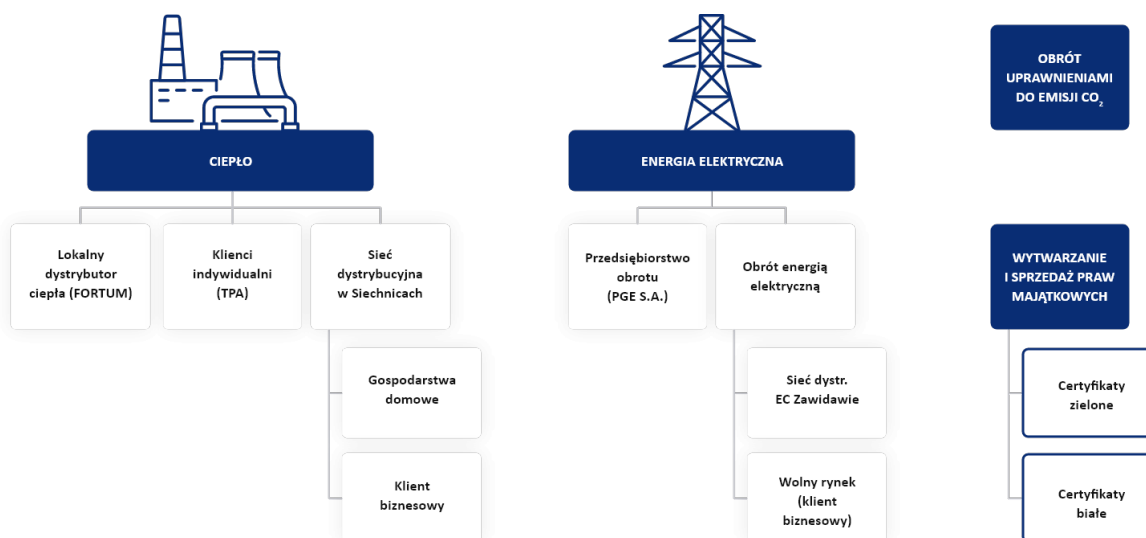 CIEPŁO
Lokalny
dystrybutor
ciepła (FORTUM)
Klienci
indywidualni
(TPA)
Sieć
dystrybucyjna
w Siechnicach
Gospodarstwa
domowe
Klient
biznesowy
ENERGIA ELEKTRYCZNA
Przedsiębiorstwo
obrotu
(PGE S.A.)
Obrót energią
elektryczną
Sieć dystr.
EC Zawidawie
Wolny rynek
(klient
biznesowy)
OBRÓT
UPRAWNIENIAMI
DO EMISJI CO₂
WYTWARZANIE
I SPRZEDAŻ PRAW
MAJĄTKOWYCH
Certyfikaty
zielone
Certyfikaty
białe